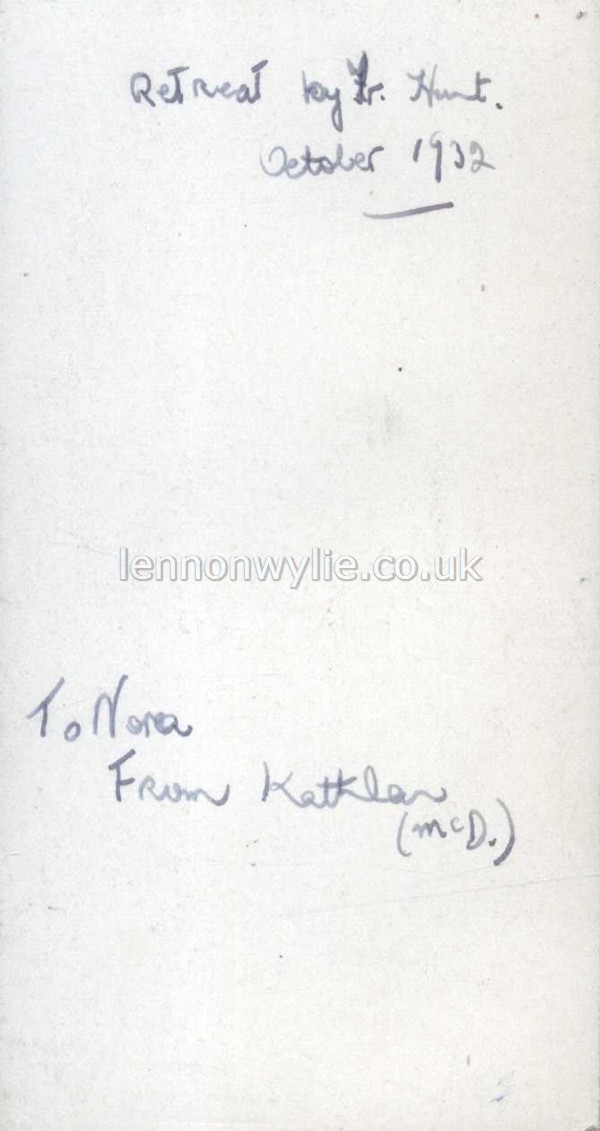 Retreat by Fr. Hunt.
October 1932
lennonwylie.co.uk
To Nora
From Kathleen
(McD.)